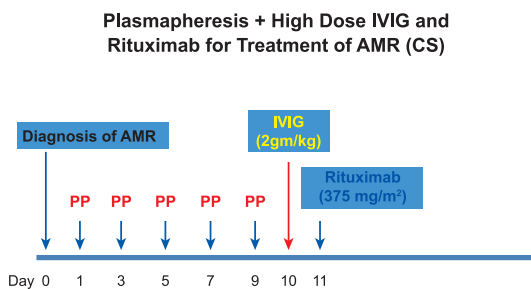 Plasmapheresis + High Dose IVIG and
Rituximab for Treatment of AMR (CS)
Diagnosis of AMR
IVIG
(2gm/kg)
Rituximab
(375 mg/m²)
PP PP PP PP PP
Day 0 1 3 5 7 9 10 11